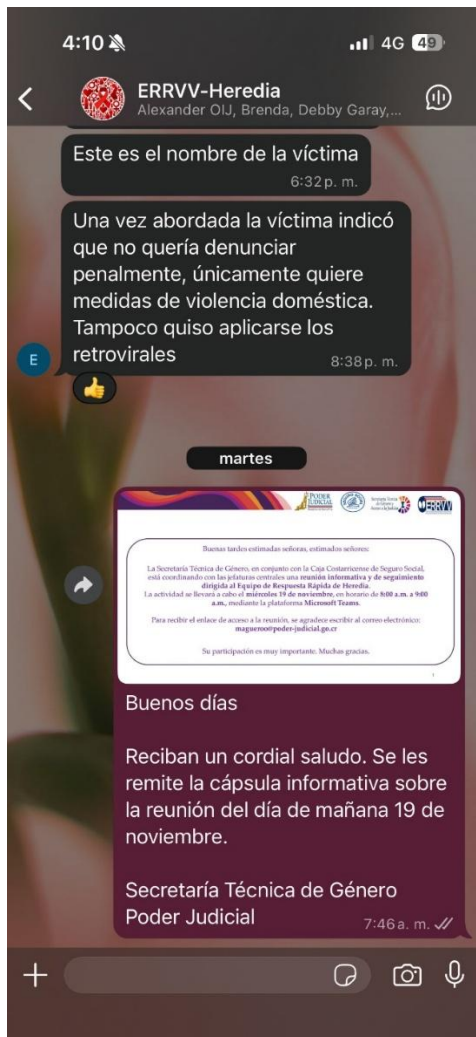 4:10
4G 49
ERRVV-Heredia
Alexander OIJ, Brenda, Debby Garay,...
Este es el nombre de la víctima
6:32 p. m.
Una vez abordada la víctima indicó
que no quería denunciar
penalmente, únicamente quiere
medidas de violencia doméstica.
Tampoco quiso aplicarse los
retrovirales
8:38 p. m.
E
martes
PODER
JUDICIAL
ERRVV
Buenas tardes estimadas señoras, estimados señores:
La Secretaría Técnica de Género, en conjunto con la Caja Costarricense de Seguro Social,
está coordinando con las jefaturas centrales una reunión informativa y de seguimiento
dirigida al Equipo de Respuesta Rápida de Heredia.
La actividad se llevará a cabo el miércoles 19 de noviembre, en horario de 8:00 a.m. a 9:00
a.m., mediante la plataforma Microsoft Teams.
Para recibir el enlace de acceso a la reunión, se agradece escribir al correo electrónico:
magueroo@poder-judicial.go.cr
Su participación es muy importante. Muchas gracias.
Buenos días
Reciban un cordial saludo. Se les
remite la cápsula informativa sobre
la reunión del día de mañana 19 de
noviembre.
Secretaría Técnica de Género
Poder Judicial
7:46 a. m.